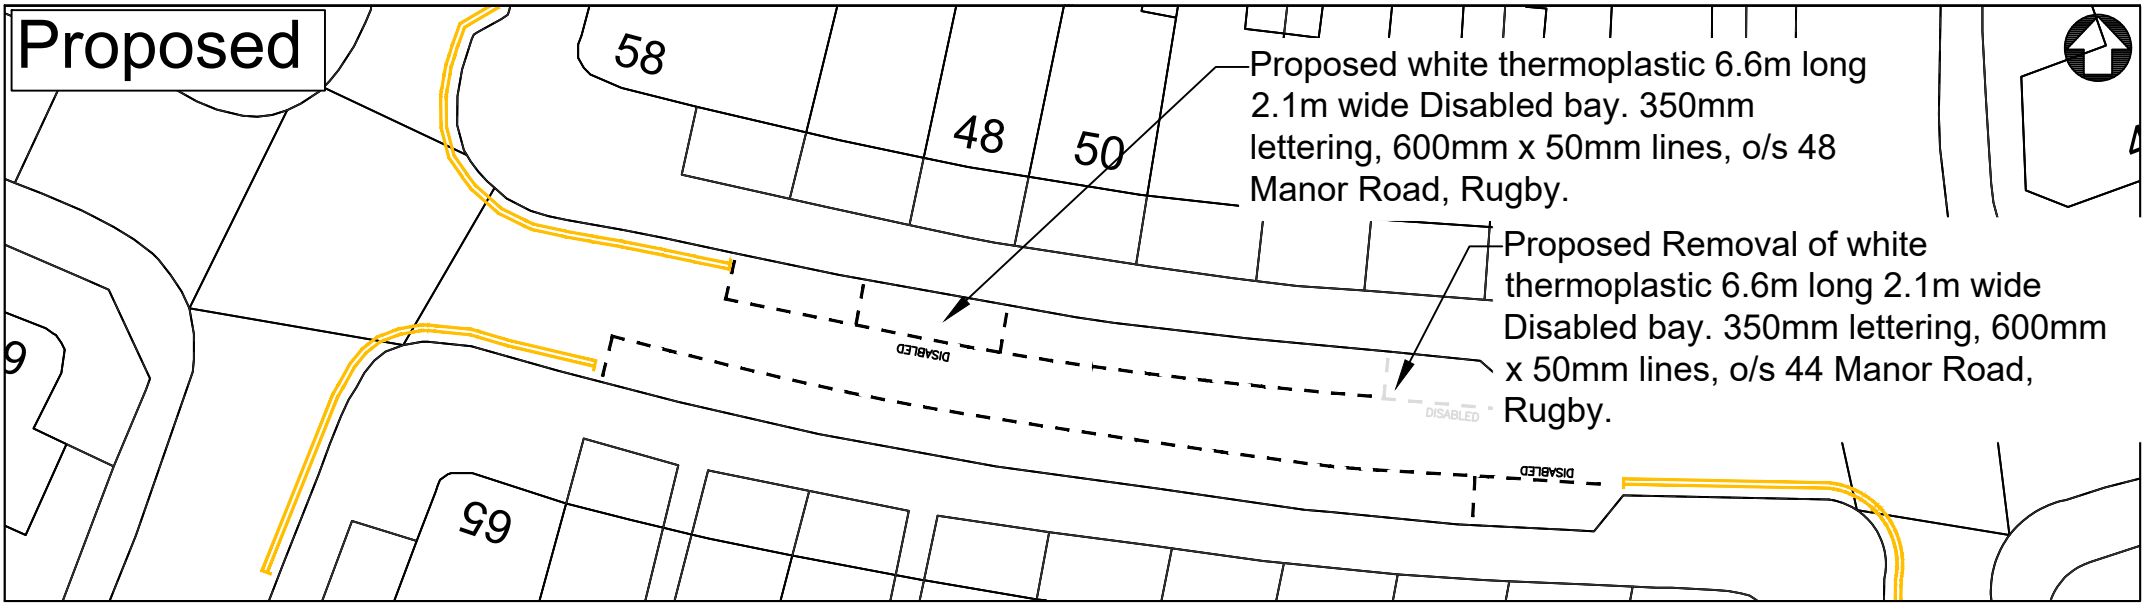 Proposed
58
48
50
Proposed white thermoplastic 6.6m long
2.1m wide Disabled bay. 350mm
lettering, 600mm x 50mm lines, o/s 48
Manor Road, Rugby.
Proposed Removal of white
thermoplastic 6.6m long 2.1m wide
Disabled bay. 350mm lettering, 600mm
x 50mm lines, o/s 44 Manor Road,
Rugby.
DISABLED
DISABLED
DISABLED
65